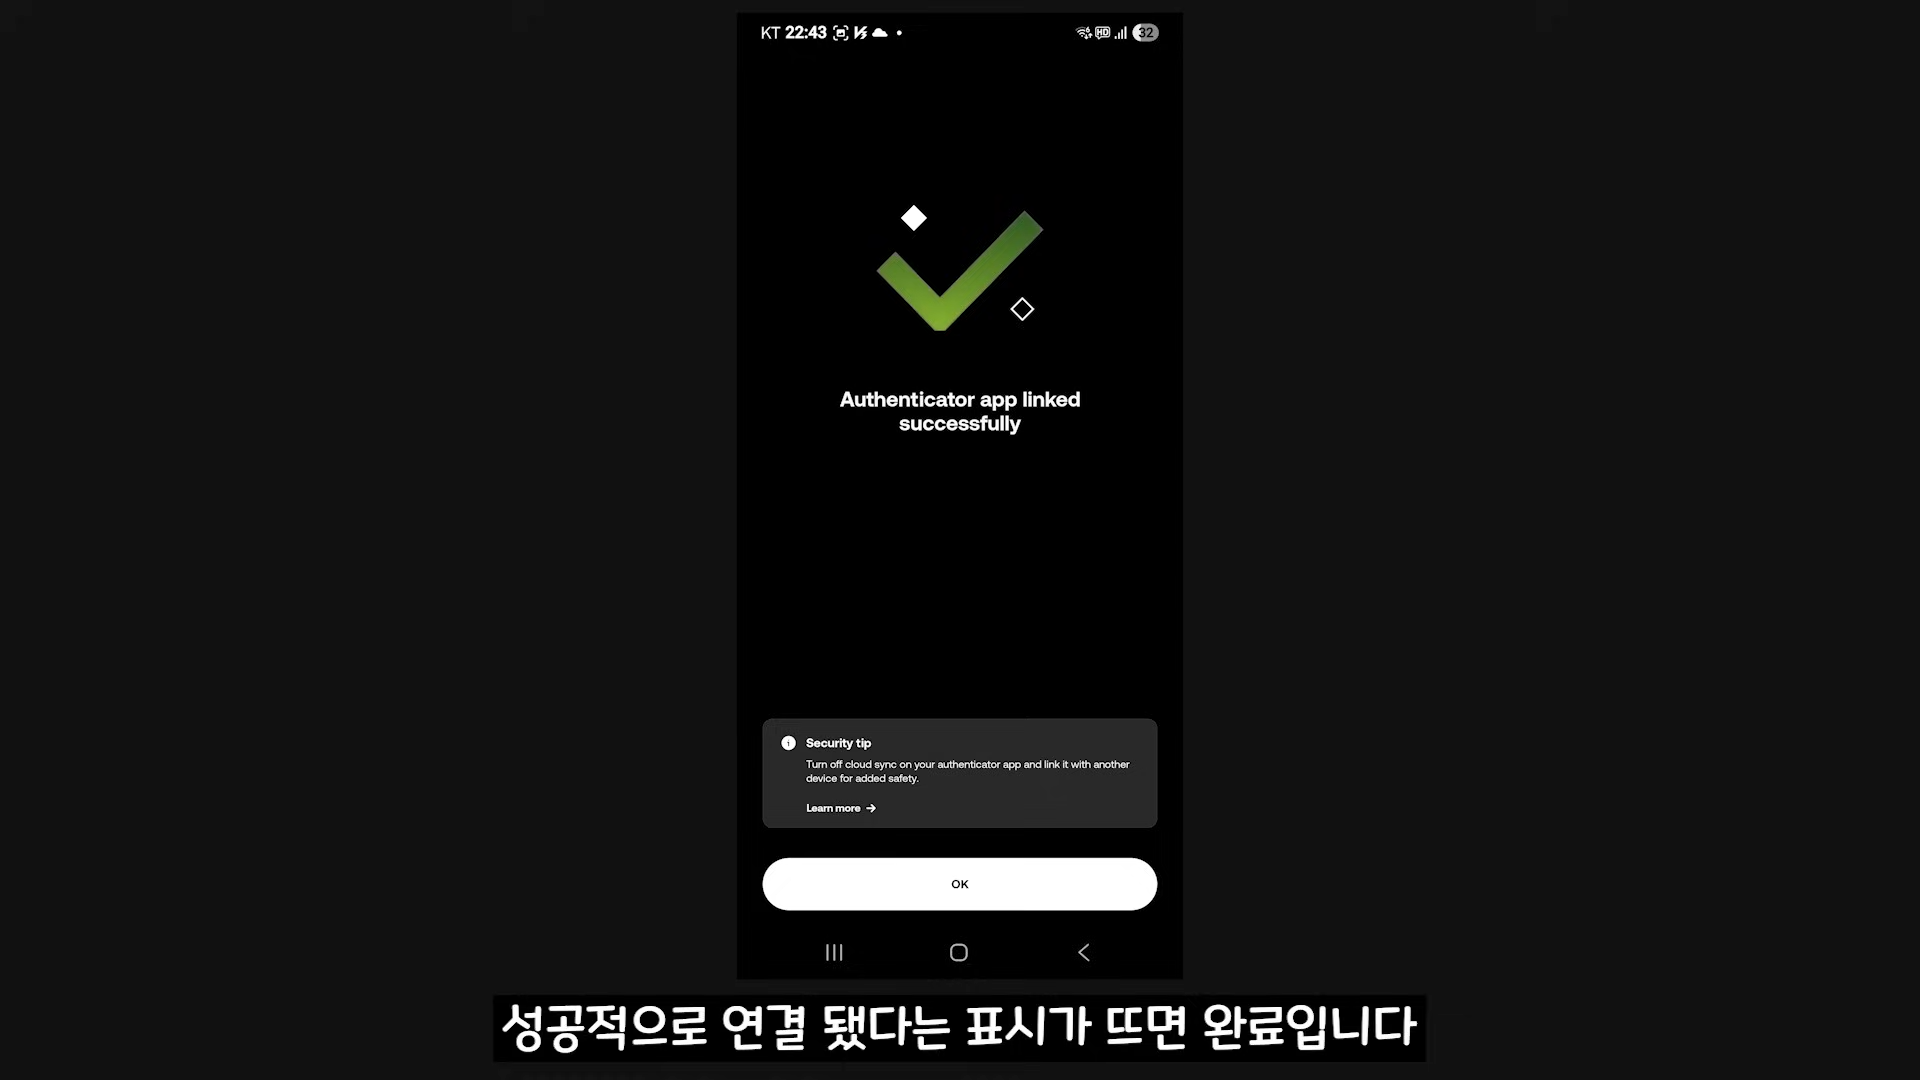 KT 22:43
HD 32
Authenticator app linked
successfully
Security tip
Turn off cloud sync on your authenticator app and link it with another
device for added safety.
Learn more →
OK
성공적으로 연결 됐다는 표시가 뜨면 완료입니다